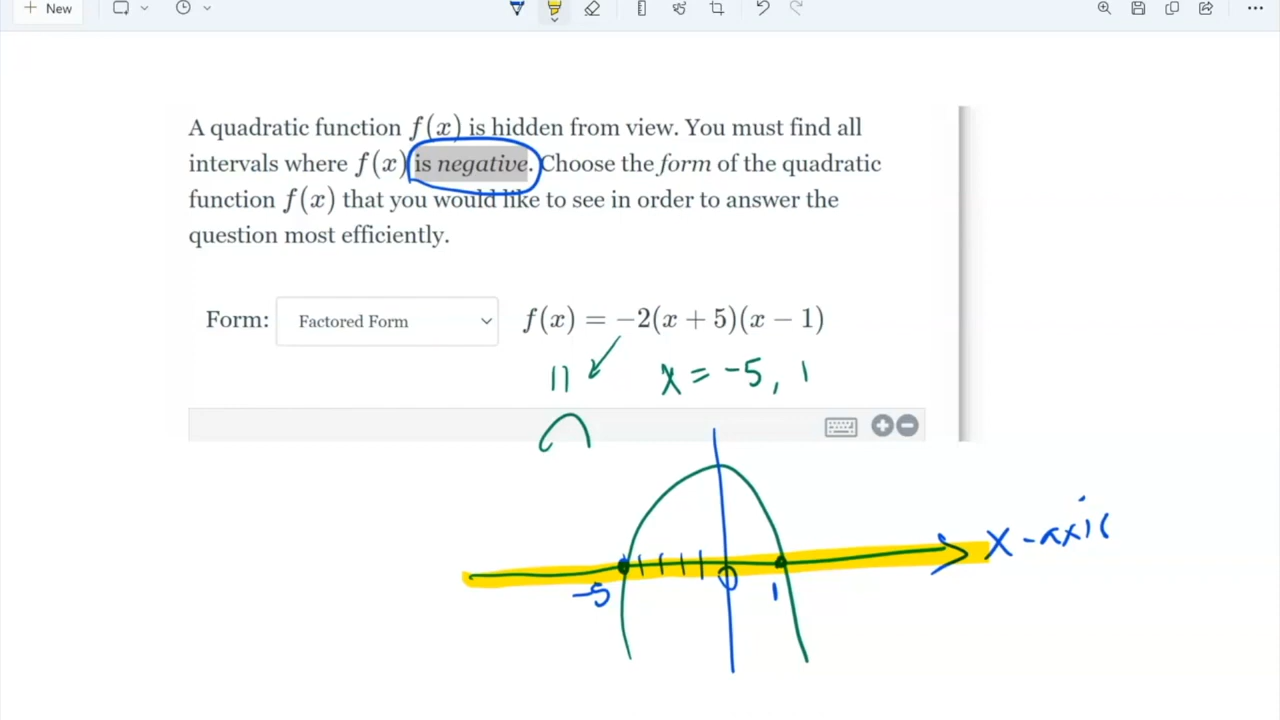 New
A quadratic function f(x) is hidden from view. You must find all
intervals where f(x) is negative. Choose the form of the quadratic
function f(x) that you would like to see in order to answer the
question most efficiently.
Form: Factored Form f(x) = −2(x + 5)(x − 1)
x = -5, 1
x-axis
-5 0 1